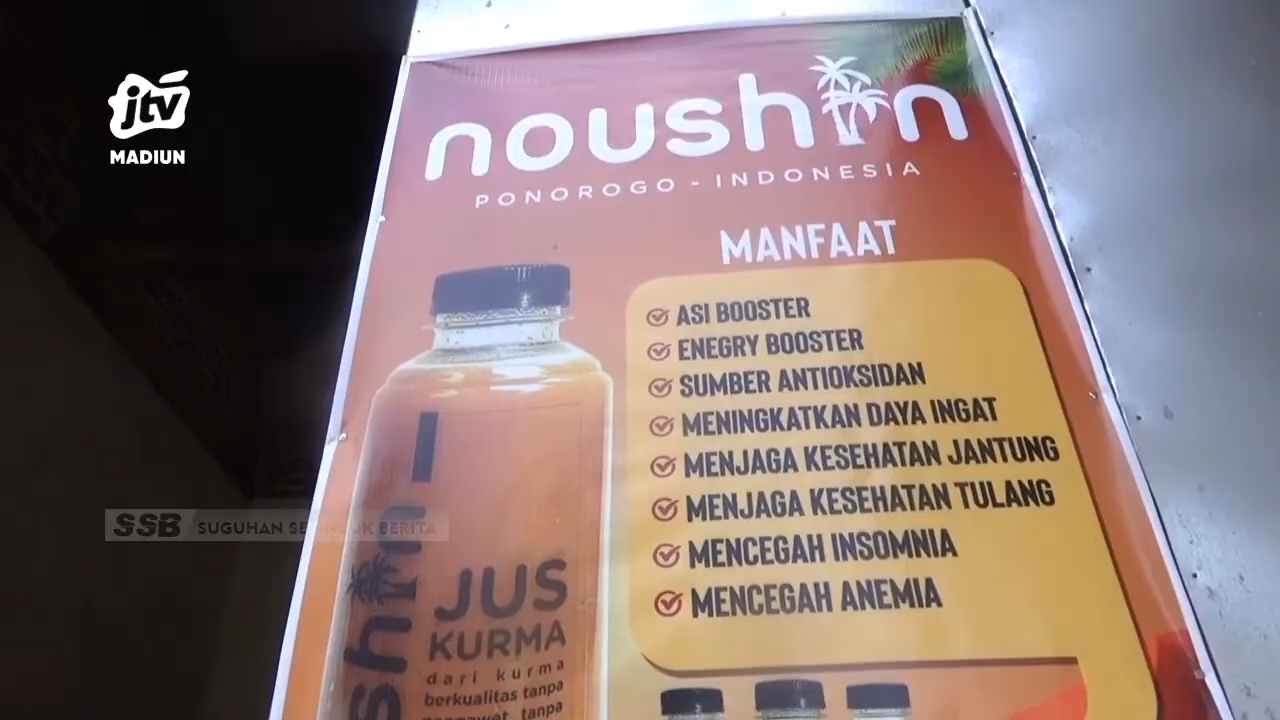 jtv
MADIUN
noushin
PONOROGO - INDONESIA
MANFAAT
ASI BOOSTER
ENEGRY BOOSTER
SUMBER ANTIOKSIDAN
MENINGKATKAN DAYA INGAT
MENJAGA KESEHATAN JANTUNG
MENJAGA KESEHATAN TULANG
MENCEGAH INSOMNIA
MENCEGAH ANEMIA
SSB SUGUHAN BERITA
JUS
KURMA
dari kurma
berkualitas tanpa
tanpa